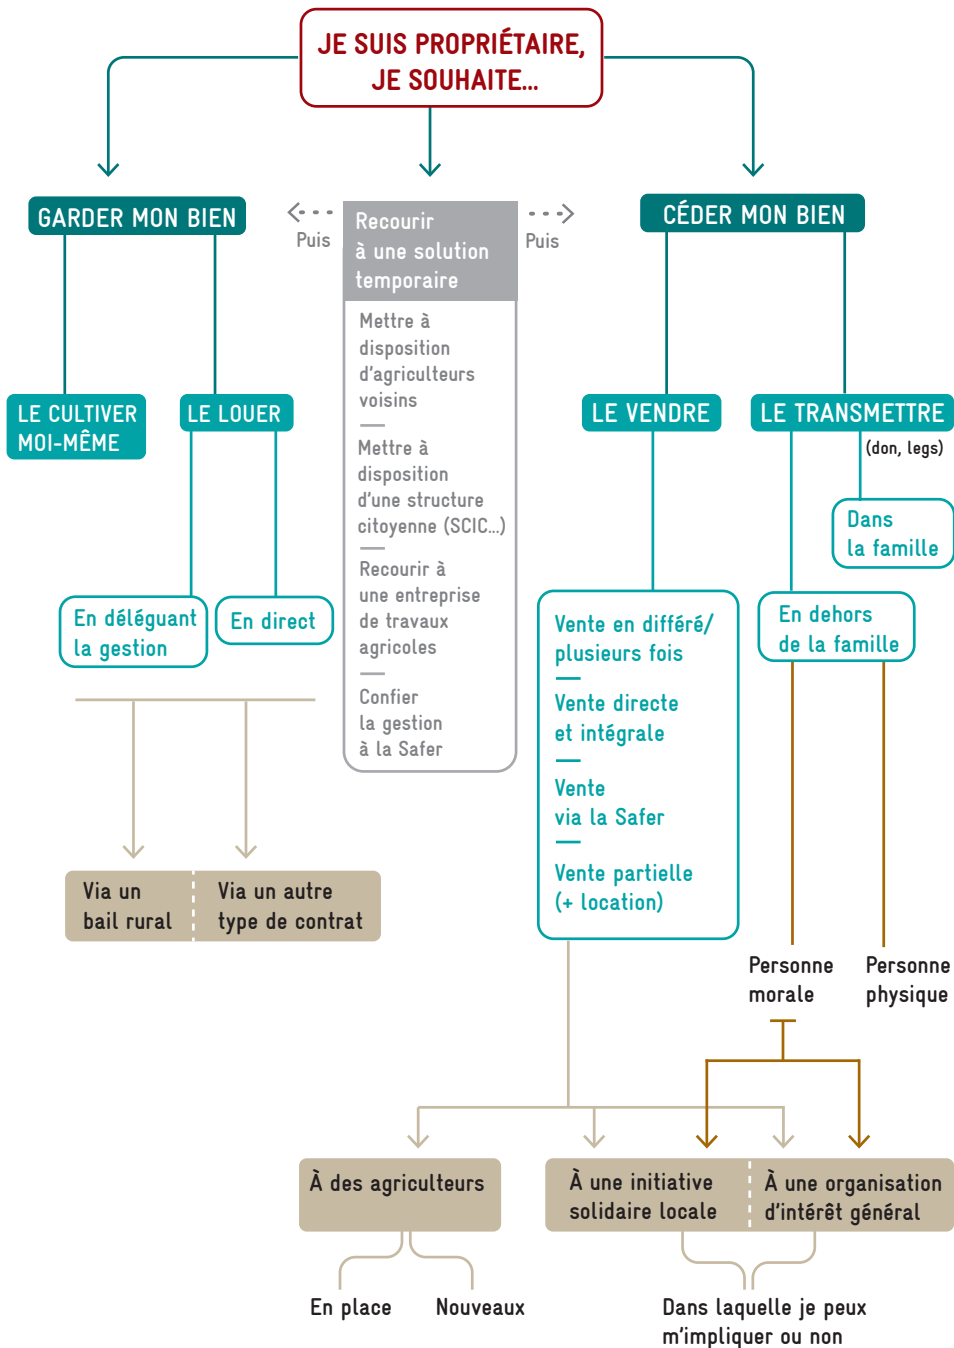 JE SUIS PROPRIÉTAIRE,
JE SOUHAITE...
GARDER MON BIEN
Puis
Recourir
à une solution
temporaire
Puis
CÉDER MON BIEN
Mettre à
disposition
d'agriculteurs
voisins
Mettre à
disposition
d'une structure
citoyenne (SCIC...)
Recourir à
une entreprise
de travaux
agricoles
Confier
la gestion
à la Safer
LE CULTIVER
MOI-MÊME
LE LOUER
En déléguant
la gestion
En direct
Via un
bail rural
Via un autre
type de contrat
LE VENDRE
LE TRANSMETTRE
(don, legs)
Dans
la famille
En dehors
de la famille
Vente en différé/
plusieurs fois
Vente directe
et intégrale
Vente
via la Safer
Vente partielle
(+ location)
Personne
morale
Personne
physique
À des agriculteurs
À une initiative
solidaire locale
À une organisation
d'intérêt général
En place
Nouveaux
Dans laquelle je peux
m'impliquer ou non